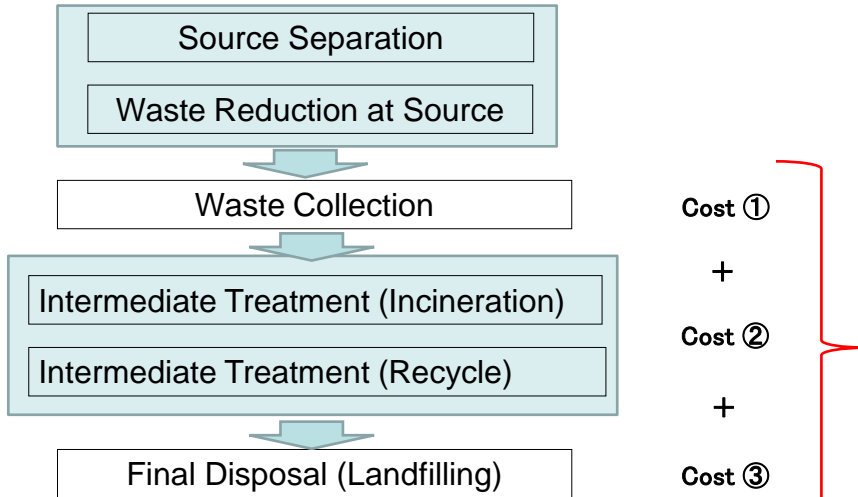 Source Separation
Waste Reduction at Source
Waste Collection
Cost ①
+
Intermediate Treatment (Incineration)
Cost ②
Intermediate Treatment (Recycle)
+
Final Disposal (Landfilling)
Cost ③